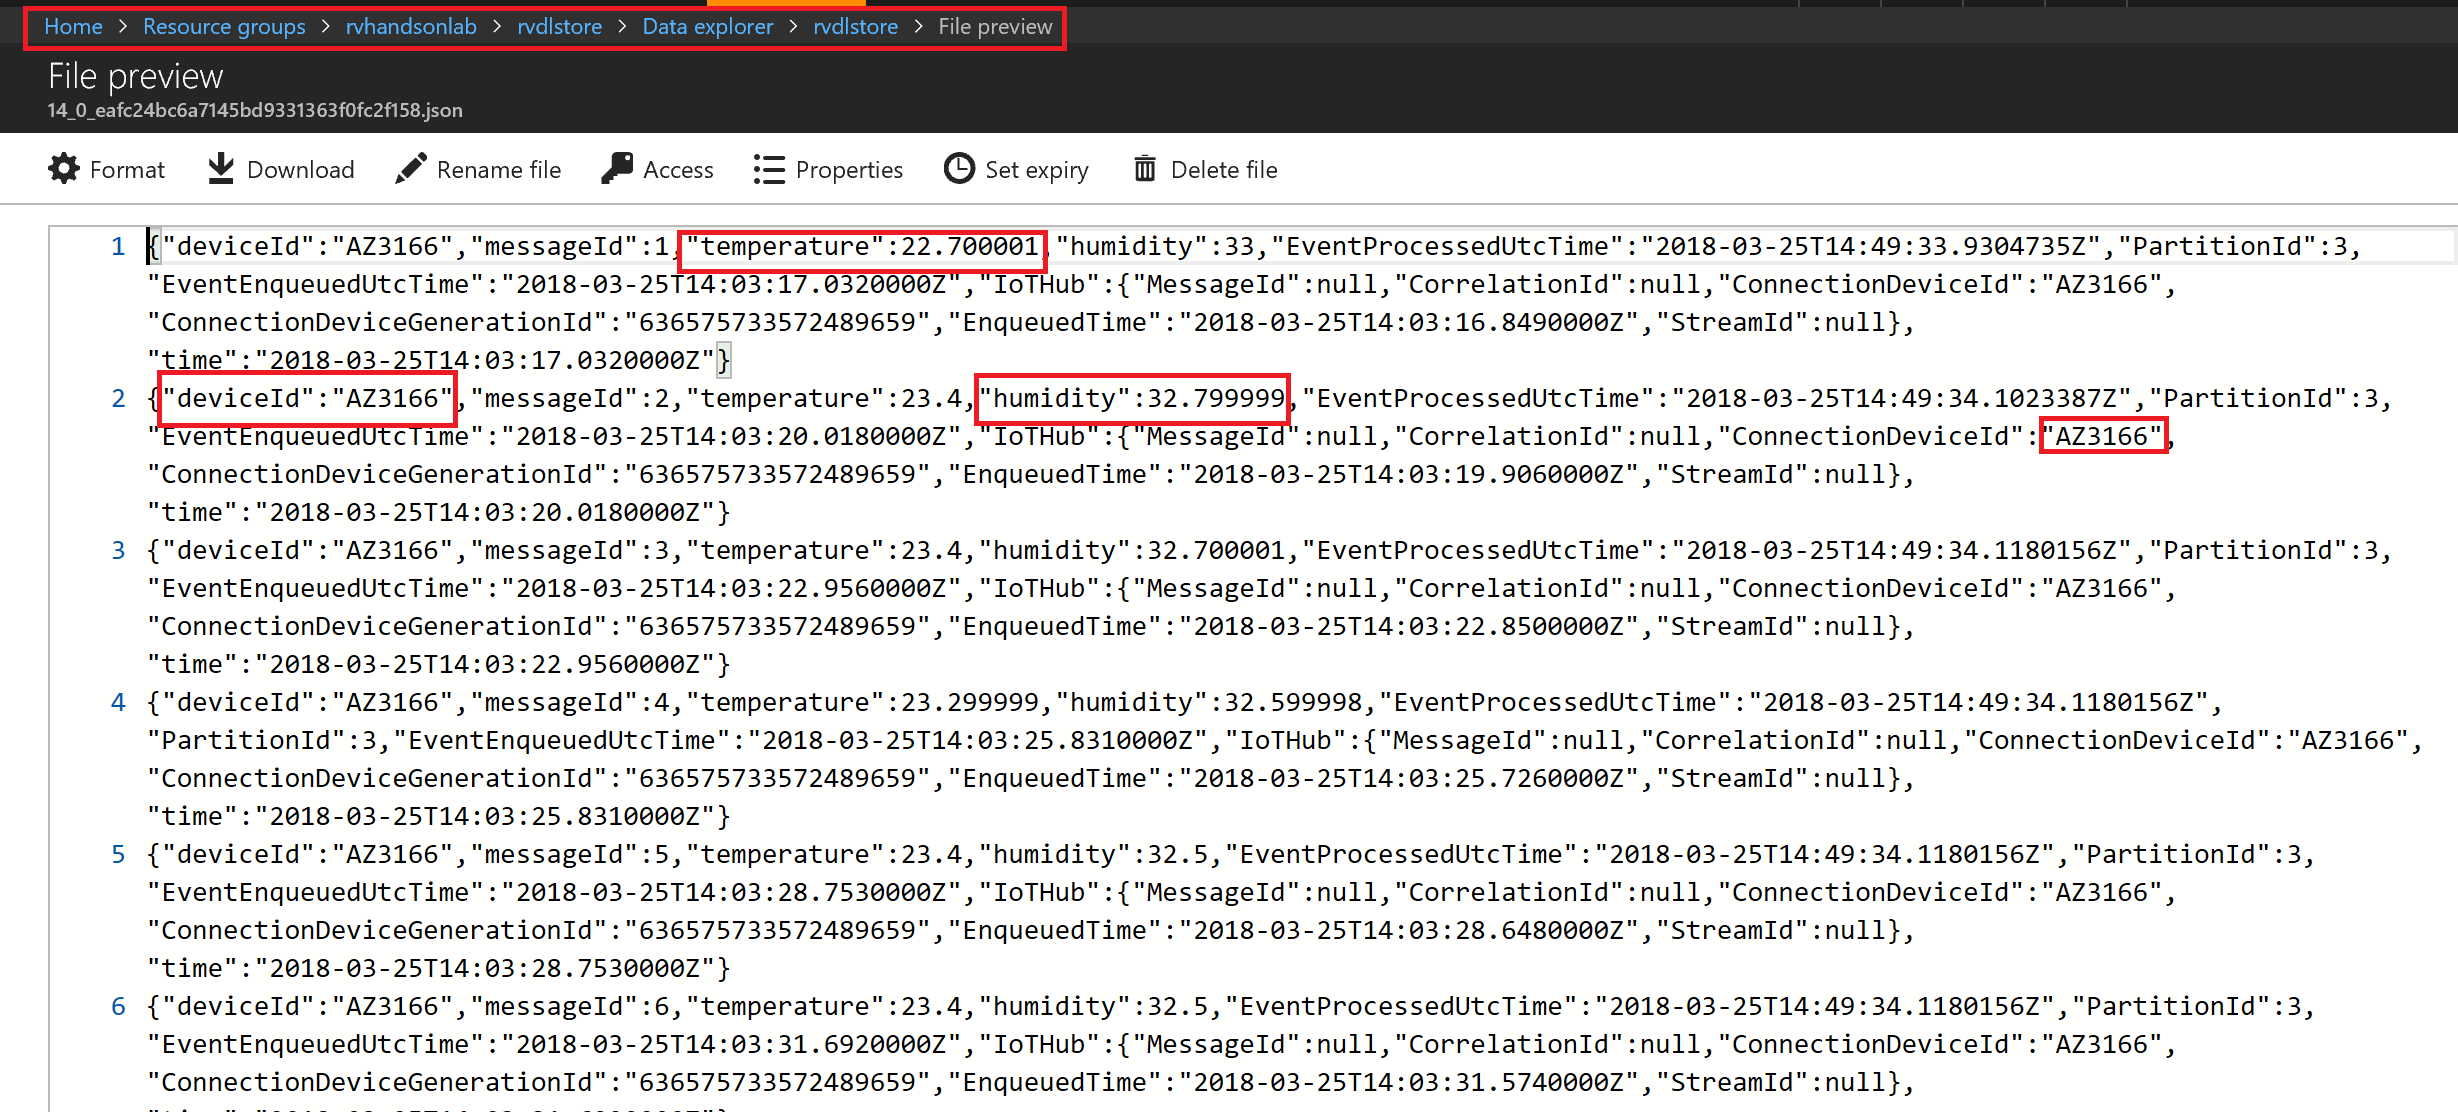 Home > Resource groups > rvhandsonlab > rvdlstore > Data explorer > rvdlstore > File preview
File preview
14_0_eafc24bc6a7145bd9331363f0fc2f158.json
Format Download Rename file Access Properties Set expiry Delete file
1 {"deviceId":"AZ3166","messageId":1,"temperature":22.700001,"humidity":33,"EventProcessedUtcTime":"2018-03-25T14:49:33.9304735Z","PartitionId":3,
"EventEnqueuedUtcTime":"2018-03-25T14:03:17.0320000Z","IoTHub":{"MessageId":null,"CorrelationId":null,"ConnectionDeviceId":"AZ3166",
"ConnectionDeviceGenerationId":"636575733572489659","EnqueuedTime":"2018-03-25T14:03:16.8490000Z","StreamId":null},
"time":"2018-03-25T14:03:17.0320000Z"}
2 {"deviceId":"AZ3166","messageId":2,"temperature":23.4,"humidity":32.799999,"EventProcessedUtcTime":"2018-03-25T14:49:34.1023387Z","PartitionId":3,
"EventEnqueuedUtcTime":"2018-03-25T14:03:20.0180000Z","IoTHub":{"MessageId":null,"CorrelationId":null,"ConnectionDeviceId":"AZ3166",
"ConnectionDeviceGenerationId":"636575733572489659","EnqueuedTime":"2018-03-25T14:03:19.9060000Z","StreamId":null},
"time":"2018-03-25T14:03:20.0180000Z"}
3 {"deviceId":"AZ3166","messageId":3,"temperature":23.4,"humidity":32.700001,"EventProcessedUtcTime":"2018-03-25T14:49:34.1180156Z","PartitionId":3,
"EventEnqueuedUtcTime":"2018-03-25T14:03:22.9560000Z","IoTHub":{"MessageId":null,"CorrelationId":null,"ConnectionDeviceId":"AZ3166",
"ConnectionDeviceGenerationId":"636575733572489659","EnqueuedTime":"2018-03-25T14:03:22.8500000Z","StreamId":null},
"time":"2018-03-25T14:03:22.9560000Z"}
4 {"deviceId":"AZ3166","messageId":4,"temperature":23.299999,"humidity":32.599998,"EventProcessedUtcTime":"2018-03-25T14:49:34.1180156Z",
"PartitionId":3,"EventEnqueuedUtcTime":"2018-03-25T14:03:25.8310000Z","IoTHub":{"MessageId":null,"CorrelationId":null,"ConnectionDeviceId":"AZ3166",
"ConnectionDeviceGenerationId":"636575733572489659","EnqueuedTime":"2018-03-25T14:03:25.7260000Z","StreamId":null},
"time":"2018-03-25T14:03:25.8310000Z"}
5 {"deviceId":"AZ3166","messageId":5,"temperature":23.4,"humidity":32.5,"EventProcessedUtcTime":"2018-03-25T14:49:34.1180156Z","PartitionId":3,
"EventEnqueuedUtcTime":"2018-03-25T14:03:28.7530000Z","IoTHub":{"MessageId":null,"CorrelationId":null,"ConnectionDeviceId":"AZ3166",
"ConnectionDeviceGenerationId":"636575733572489659","EnqueuedTime":"2018-03-25T14:03:28.6480000Z","StreamId":null},
"time":"2018-03-25T14:03:28.7530000Z"}
6 {"deviceId":"AZ3166","messageId":6,"temperature":23.4,"humidity":32.5,"EventProcessedUtcTime":"2018-03-25T14:49:34.1180156Z","PartitionId":3,
"EventEnqueuedUtcTime":"2018-03-25T14:03:31.6920000Z","IoTHub":{"MessageId":null,"CorrelationId":null,"ConnectionDeviceId":"AZ3166",
"ConnectionDeviceGenerationId":"636575733572489659","EnqueuedTime":"2018-03-25T14:03:31.5740000Z","StreamId":null},